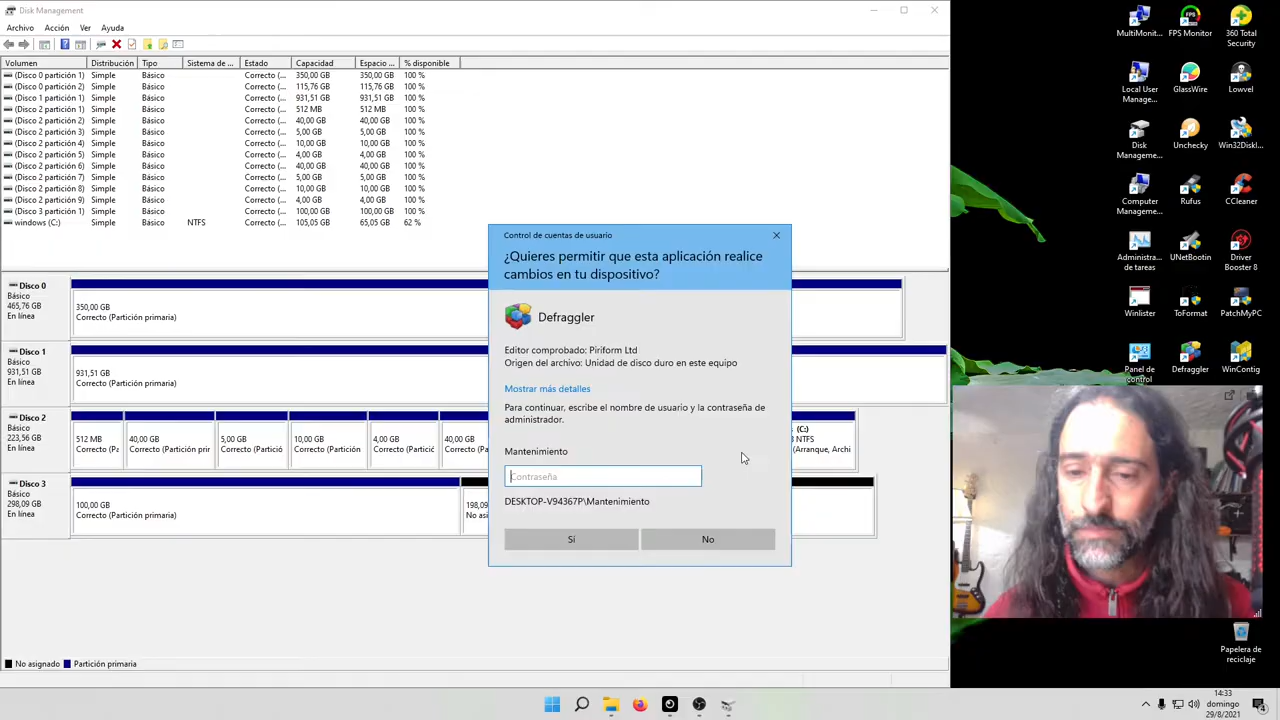 Disk Management
Archivo Acción Ver Ayuda
Volumen Distribución Tipo Sistema de ... Estado Capacidad Espacio ... % disponible
(Disco 0 partición 1) Simple Básico Correcto (... 350,00 GB 350,00 GB 100 %
(Disco 0 partición 2) Simple Básico Correcto (... 115,76 GB 115,76 GB 100 %
(Disco 1 partición 1) Simple Básico Correcto (... 931,51 GB 931,51 GB 100 %
(Disco 2 partición 1) Simple Básico Correcto (... 512 MB 512 MB 100 %
(Disco 2 partición 2) Simple Básico Correcto (... 40,00 GB 40,00 GB 100 %
(Disco 2 partición 3) Simple Básico Correcto (... 5,00 GB 5,00 GB 100 %
(Disco 2 partición 4) Simple Básico Correcto (... 10,00 GB 10,00 GB 100 %
(Disco 2 partición 5) Simple Básico Correcto (... 4,00 GB 4,00 GB 100 %
(Disco 2 partición 6) Simple Básico Correcto (... 40,00 GB 40,00 GB 100 %
(Disco 2 partición 7) Simple Básico Correcto (... 5,00 GB 5,00 GB 100 %
(Disco 2 partición 8) Simple Básico Correcto (... 10,00 GB 10,00 GB 100 %
(Disco 2 partición 9) Simple Básico Correcto (... 4,00 GB 4,00 GB 100 %
(Disco 3 partición 1) Simple Básico Correcto (... 100,00 GB 100,00 GB 100 %
windows (C:) Simple Básico NTFS Correcto (... 105,05 GB 65,05 GB 62 %
Disco 0
Básico
465,76 GB
En línea
350,00 GB
Correcto (Partición primaria)
Disco 1
Básico
931,51 GB
En línea
931,51 GB
Correcto (Partición primaria)
Disco 2
Básico
223,56 GB
En línea
512 MB 40,00 GB 5,00 GB 10,00 GB 4,00 GB 40,00 GB
Correcto (Pa Correcto (Partición prir Correcto (Part Correcto (Partición Correcto (Partició Correcto (Par
(C:)
NTFS
(Arranque, Archi
Disco 3
Básico
298,09 GB
En línea
100,00 GB
Correcto (Partición primaria)
198,09
No asi
No asignado Partición primaria
Control de cuentas de usuario
¿Quieres permitir que esta aplicación realice
cambios en tu dispositivo?
Defraggler
Editor comprobado: Piriform Ltd
Origen del archivo: Unidad de disco duro en este equipo
Mostrar más detalles
Para continuar, escribe el nombre de usuario y la contraseña de
administrador.
Mantenimiento
Contraseña
DESKTOP-V94367P\Mantenimiento
Sí No
MultiMonit... FPS Monitor 360 Total
Security
Local User
Manage... GlassWire Lowvel
Disk
Manageme... Unchecky Win32DiskI...
Computer
Manageme... Rufus CCleaner
Administra...
de tareas UNetBootin Driver
Booster 8
Winlister ToFormat PatchMyPC
Panel de
control Defraggler WinContig
Papelera de
reciclaje
14:33
domingo
29/8/2021
4